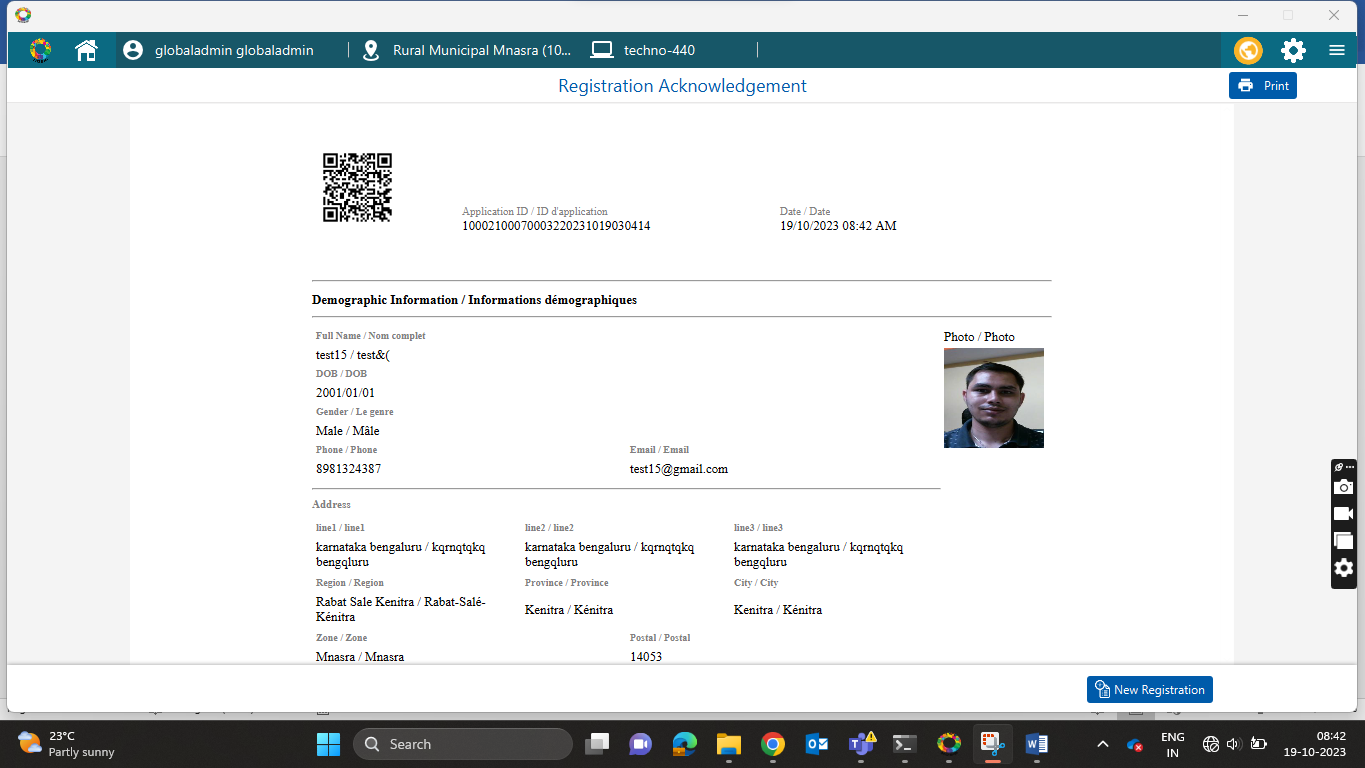 globaladmin globaladmin
Rural Municipal Mnasra (10...
techno-440
Registration Acknowledgement
Print
Application ID / ID d'application
Date / Date
10002100070003220231019030414
19/10/2023 08:42 AM
Demographic Information / Informations démographiques
Full Name / Nom complet
Photo / Photo
test15 / test&(
DOB / DOB
2001/01/01
Gender / Le genre
Male / Mâle
Phone / Phone
Email / Email
8981324387
test15@gmail.com
Address
line1 / line1
line2 / line2
line3 / line3
karnataka bengaluru / kqrnqtqkq
bengqluru
karnataka bengaluru / kqrnqtqkq
bengqluru
karnataka bengaluru / kqrnqtqkq
bengqluru
Region / Region
Province / Province
City / City
Rabat Sale Kenitra / Rabat-Salé-
Kénitra
Kenitra / Kénitra
Kenitra / Kénitra
Zone / Zone
Postal / Postal
Mnasra / Mnasra
14053
New Registration
23°C
Partly sunny
Search
ENG
IN
08:42
19-10-2023